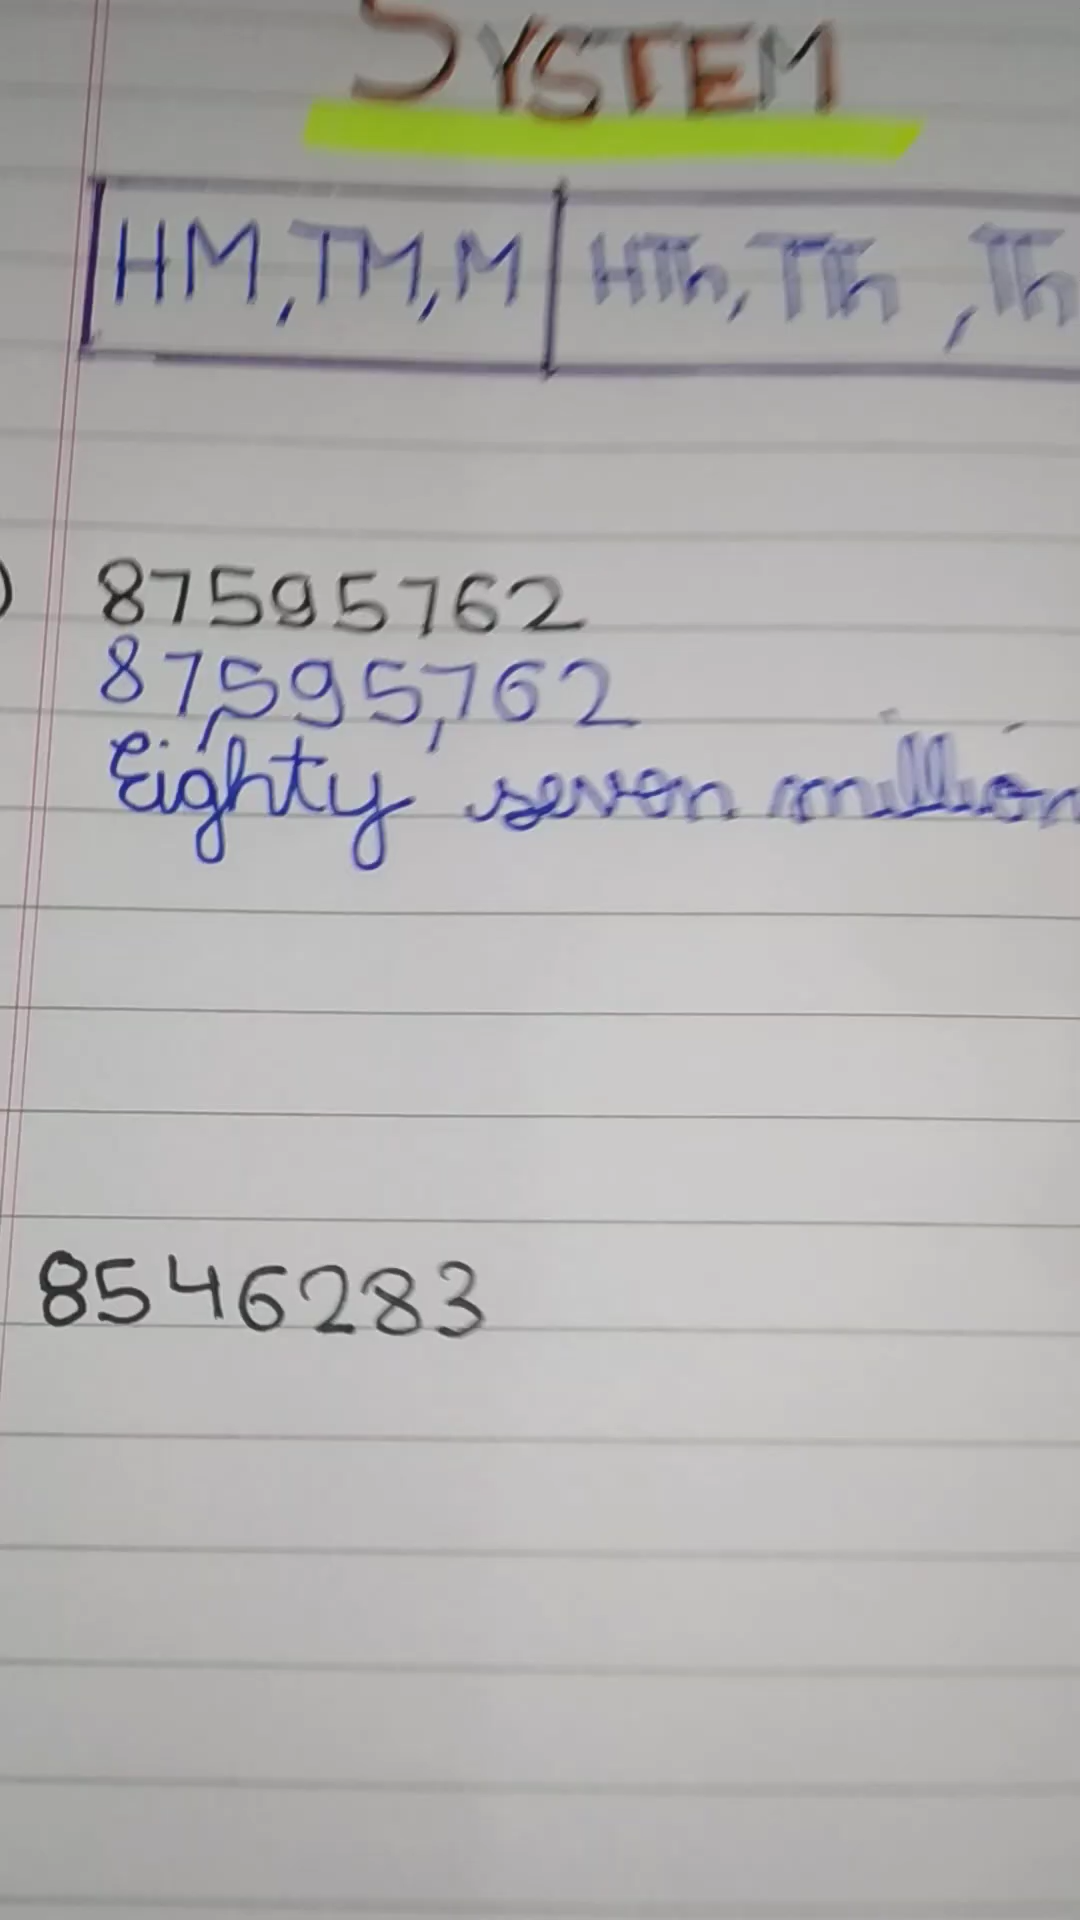 SYSTEM
HM, TM, M | HTh, TTh, Th
87595762
87,595,762
Eighty seven million
8546283